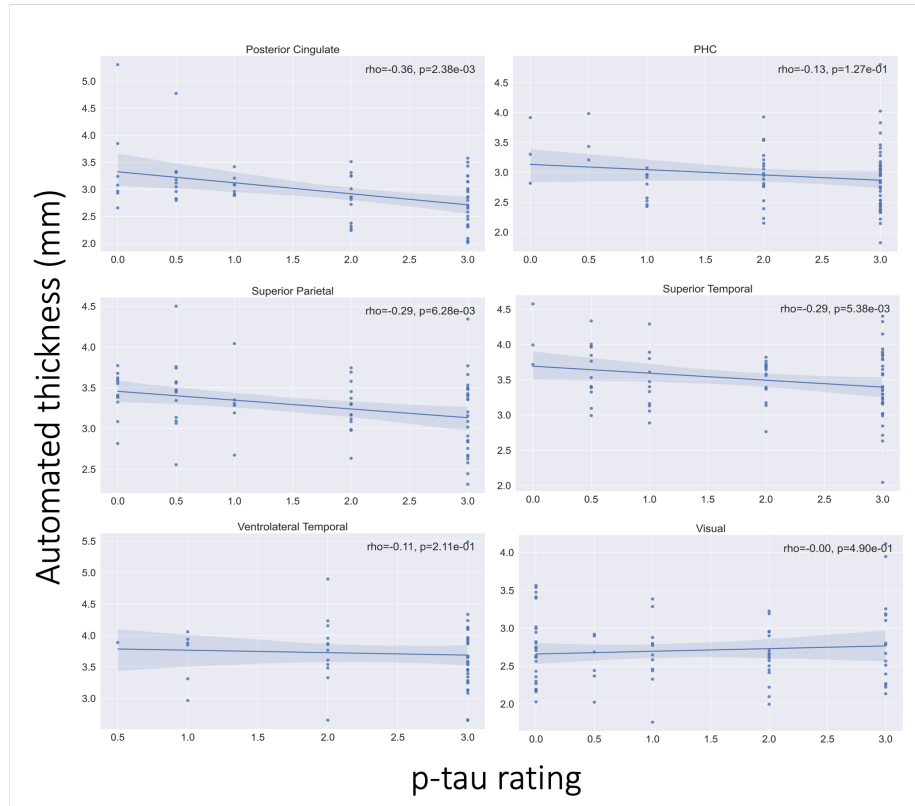 Automated thickness (mm)
Posterior Cingulate
rho=-0.36, p=2.38e-03
5.0
4.5
4.0
3.5
3.0
2.5
2.0
0.0 0.5 1.0 1.5 2.0 2.5 3.0
PHC
rho=-0.13, p=1.27e-01
4.5
4.0
3.5
3.0
2.5
2.0
0.0 0.5 1.0 1.5 2.0 2.5 3.0
Superior Parietal
rho=-0.29, p=6.28e-03
4.5
4.0
3.5
3.0
2.5
0.0 0.5 1.0 1.5 2.0 2.5 3.0
Superior Temporal
rho=-0.29, p=5.38e-03
4.5
4.0
3.5
3.0
2.5
2.0
0.0 0.5 1.0 1.5 2.0 2.5 3.0
Ventrolateral Temporal
rho=-0.11, p=2.11e-01
5.5
5.0
4.5
4.0
3.5
3.0
0.5 1.0 1.5 2.0 2.5 3.0
Visual
rho=-0.00, p=4.90e-01
4.0
3.5
3.0
2.5
2.0
0.0 0.5 1.0 1.5 2.0 2.5 3.0
p-tau rating